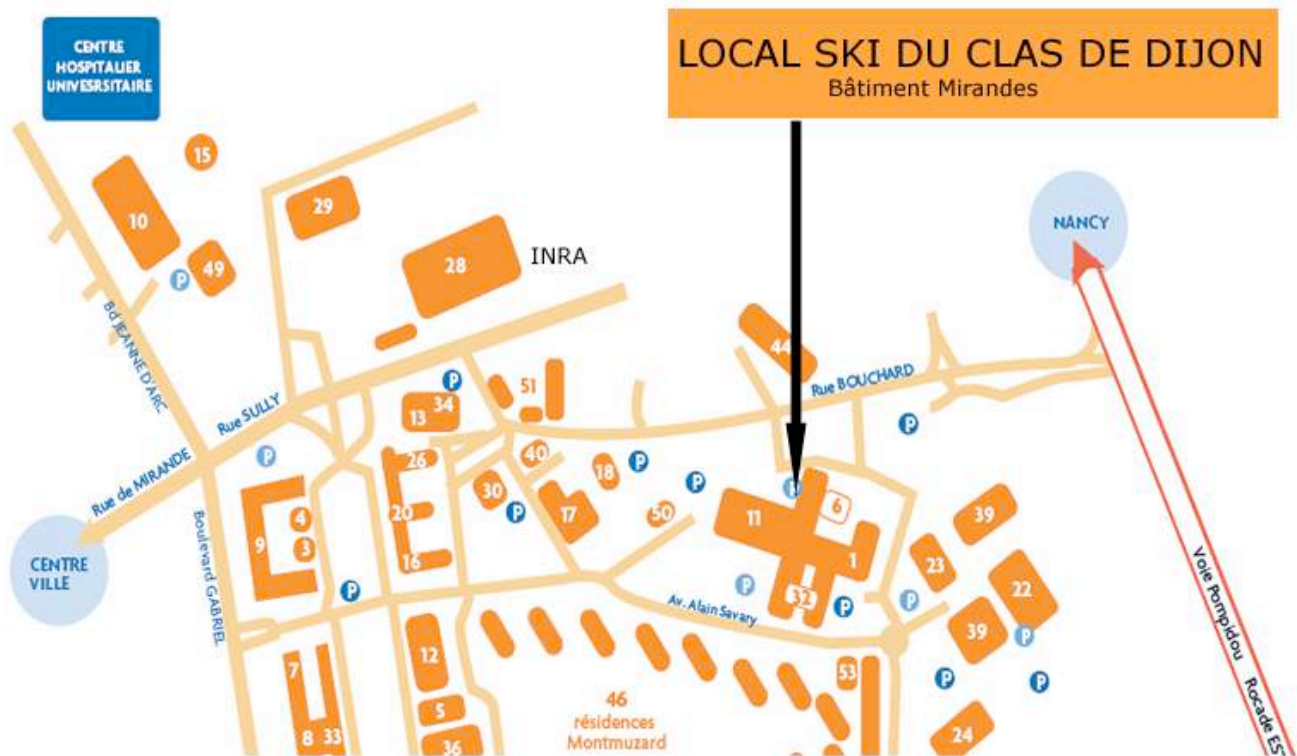 CENTRE
HOSPITALIER
UNIVESRSITAIRE
LOCAL SKI DU CLAS DE DIJON
Bâtiment Mirandes
15
10
29
49
P
28
INRA
NANCY
Bd JEANNE D'ARC
Rue SULLY
Rue de MIRANDE
44
Rue BOUCHARD
P
51
13
34
P
P
26
40
30
P
18
P
P
P
20
16
17
50
11
6
1
32
P
P
9
4
3
P
CENTRE
VILLE
Boulevard GABRIEL
39
23
22
39
P
P
P
P
Av. Alain Savary
Voie Pompidou
Rocade EST
7
8
33
12
5
36
46
résidences
Montmuzard
53
24